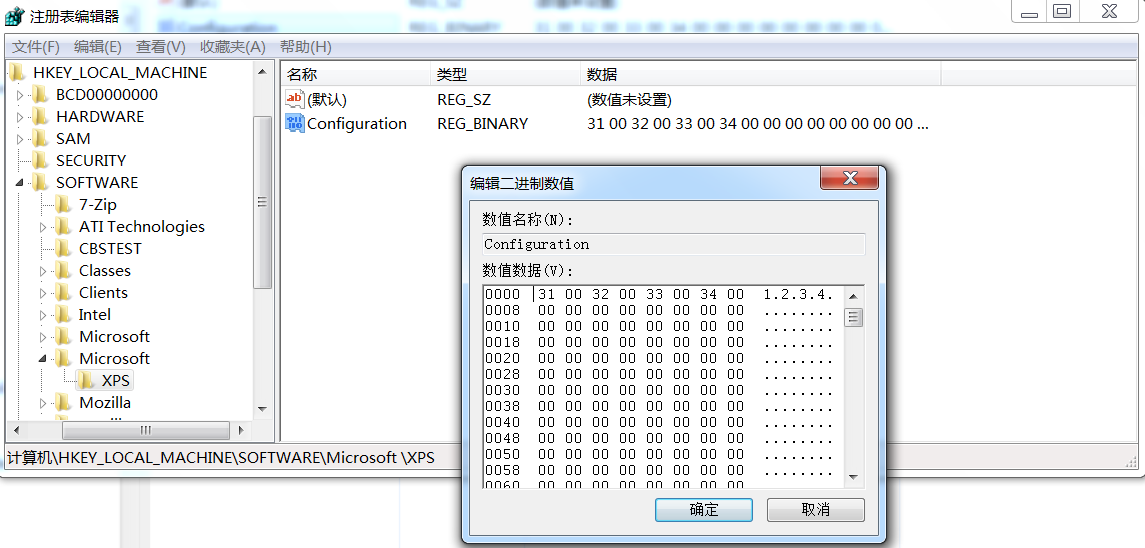 注册表编辑器
文件(F) 编辑(E) 查看(V) 收藏夹(A) 帮助(H)
HKEY_LOCAL_MACHINE
BCD00000000
HARDWARE
SAM
SECURITY
SOFTWARE
7-Zip
ATI Technologies
CBSTEST
Classes
Clients
Intel
Microsoft
Microsoft
XPS
Mozilla
名称 类型 数据
ab (默认) REG_SZ (数值未设置)
Configuration REG_BINARY 31 00 32 00 33 00 34 00 00 00 00 00 00 00 00 ...
编辑二进制数值
数值名称(N):
Configuration
数值数据(V):
0000 31 00 32 00 33 00 34 00 1.2.3.4.
0008 00 00 00 00 00 00 00 00 ........
0010 00 00 00 00 00 00 00 00 ........
0018 00 00 00 00 00 00 00 00 ........
0020 00 00 00 00 00 00 00 00 ........
0028 00 00 00 00 00 00 00 00 ........
0030 00 00 00 00 00 00 00 00 ........
0038 00 00 00 00 00 00 00 00 ........
0040 00 00 00 00 00 00 00 00 ........
0048 00 00 00 00 00 00 00 00 ........
0050 00 00 00 00 00 00 00 00 ........
0058 00 00 00 00 00 00 00 00 ........
0060 00 00 00 00 00 00 00 00
确定 取消
计算机\HKEY_LOCAL_MACHINE\SOFTWARE\Microsoft \XPS